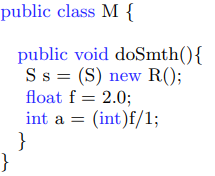 public class M {
public void doSmth(){
S s = (S) new R();
float f = 2.0;
int a = (int)f/1;
}
}